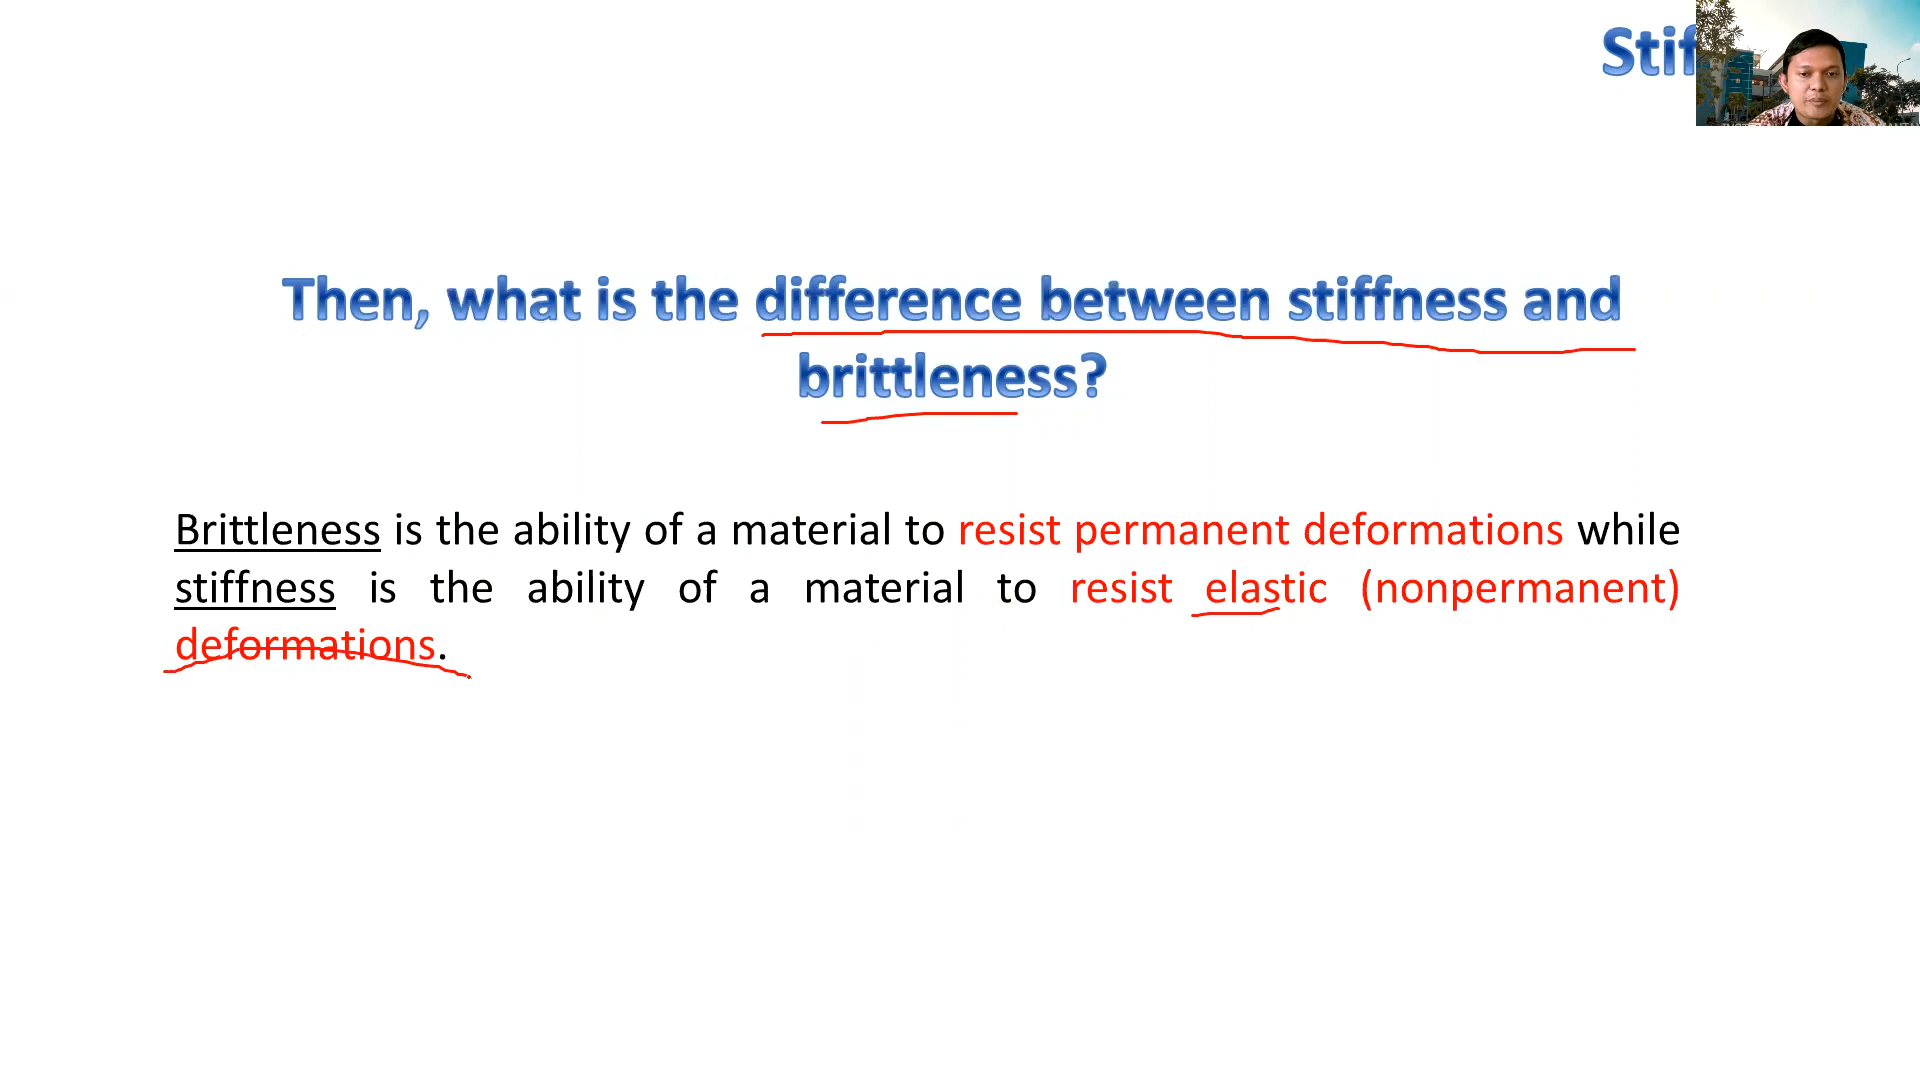 Stif
Then, what is the difference between stiffness and
brittleness?
Brittleness is the ability of a material to resist permanent deformations while
stiffness is the ability of a material to resist elastic (nonpermanent)
deformations.